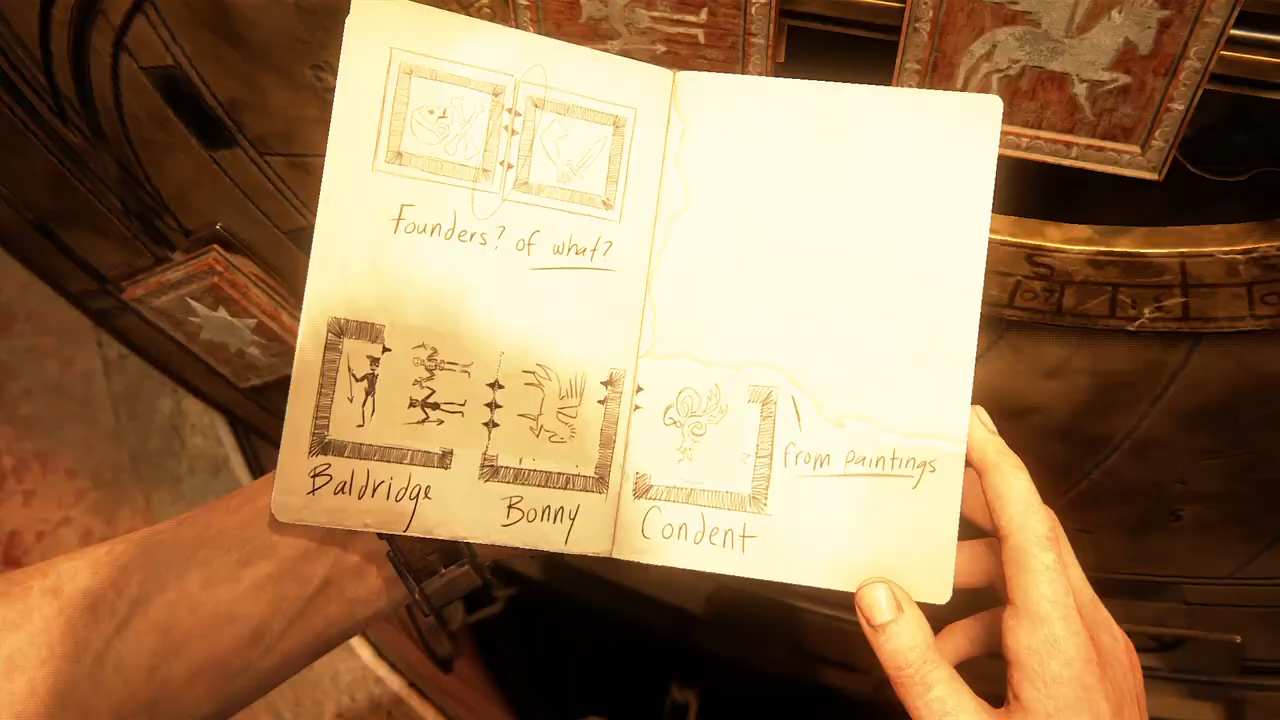 Founders? of what?
Baldridge
Bonny
Condent
from paintings